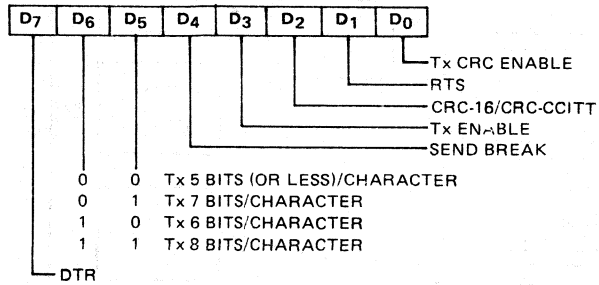 D7 D6 D5 D4 D3 D2 D1 D0
Tx CRC ENABLE
RTS
CRC-16/CRC-CCITT
Tx ENABLE
SEND BREAK
0 0 Tx 5 BITS (OR LESS)/CHARACTER
0 1 Tx 7 BITS/CHARACTER
1 0 Tx 6 BITS/CHARACTER
1 1 Tx 8 BITS/CHARACTER
DTR